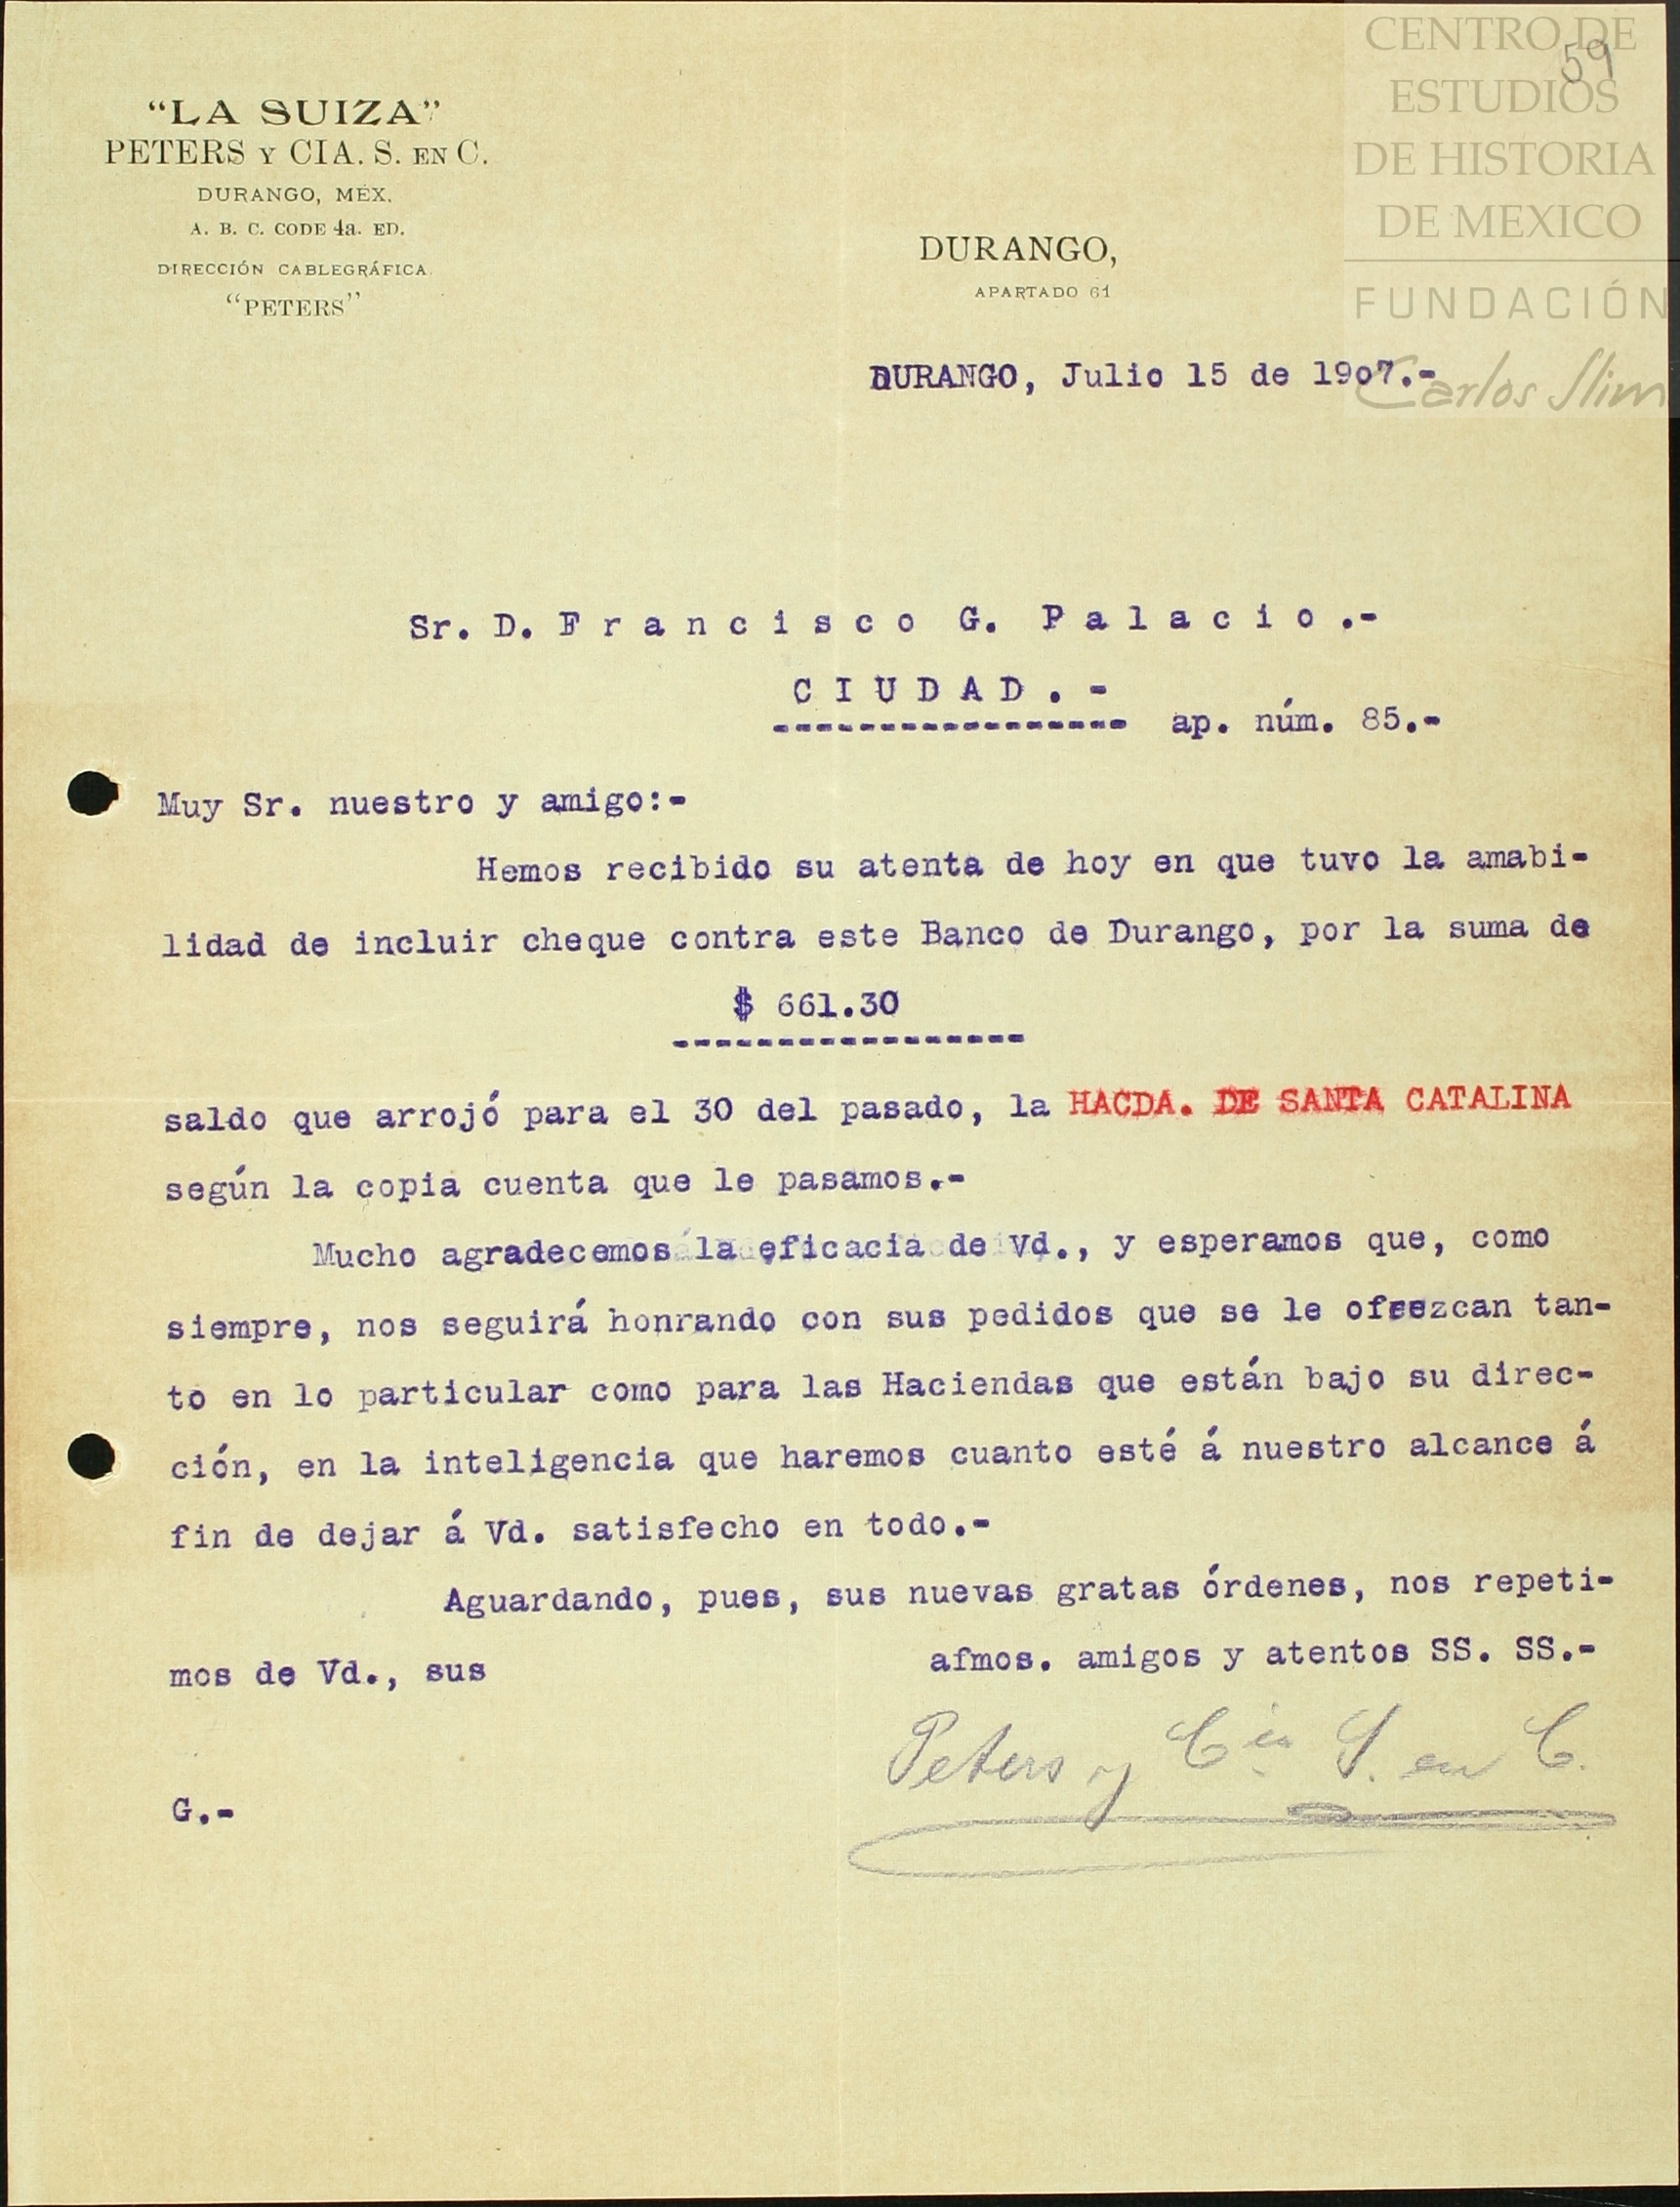 CENTRO DE
ESTUDIOS
DE HISTORIA
DE MEXICO
FUNDACIÓN
Carlos Slim
59
“LA SUIZA”
PETERS Y CIA. S. EN C.
DURANGO, MÉX.
A. B. C. CODE 4a. ED.
DIRECCIÓN CABLEGRÁFICA.
“PETERS”
DURANGO,
APARTADO 61
DURANGO, Julio 15 de 1907.-
Sr. D. F r a n c i s c o G. P a l a c i o .-
C I U D A D . -
----------------- ap. núm. 85.-
Muy Sr. nuestro y amigo:-
Hemos recibido su atenta de hoy en que tuvo la amabi-
lidad de incluir cheque contra este Banco de Durango, por la suma de
$ 661.30
-----------------
saldo que arrojó para el 30 del pasado, la HACDA. DE SANTA CATALINA
según la copia cuenta que le pasamos.-
Mucho agradecemos la eficacia de Vd., y esperamos que, como
siempre, nos seguirá honrando con sus pedidos que se le ofrezcan tan-
to en lo particular como para las Haciendas que están bajo su direc-
ción, en la inteligencia que haremos cuanto esté á nuestro alcance á
fin de dejar á Vd. satisfecho en todo.-
Aguardando, pues, sus nuevas gratas órdenes, nos repeti-
mos de Vd., sus afmos. amigos y atentos SS. SS.-
Peters y Cia. S. en C.
G.-